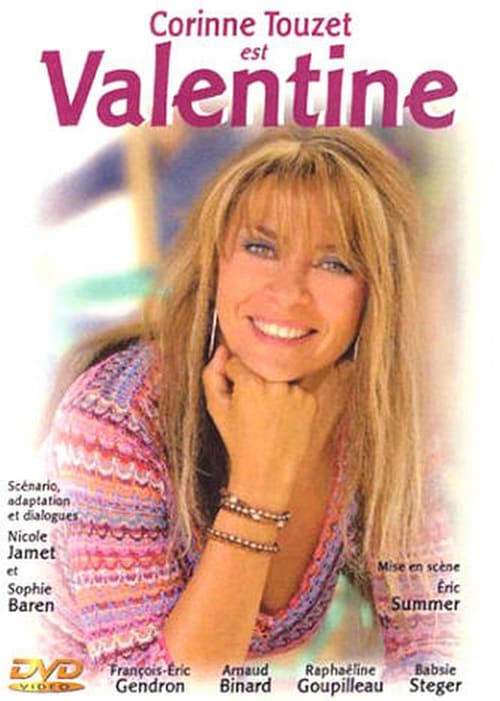 Corinne Touzet
est
Valentine
Scénario,
adaptation
et dialogues
Nicole
Jamet
et
Sophie
Baren
Mise en scène
Éric
Summer
DVD
VIDEO
François-Éric
Gendron
Arnaud
Binard
Raphaéline
Goupilleau
Babsie
Steger